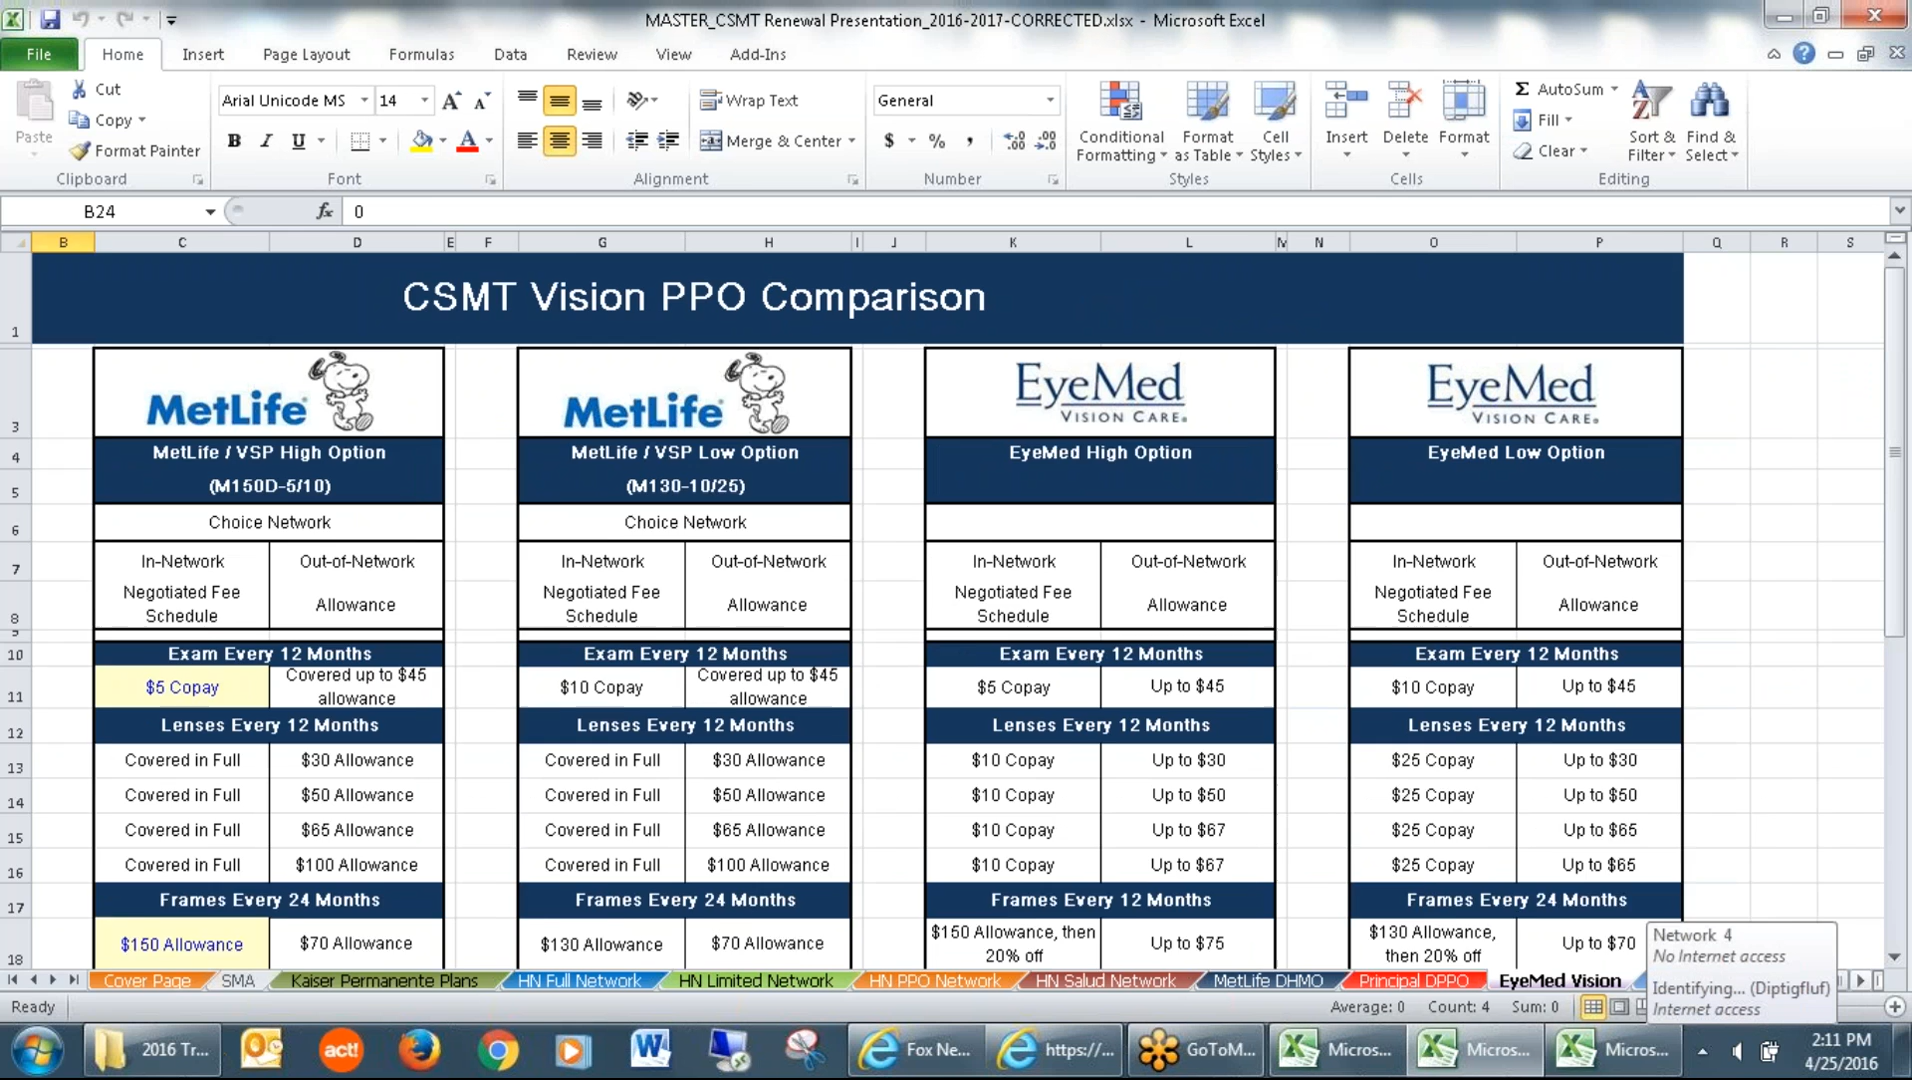 MASTER_CSMT Renewal Presentation_2016-2017-CORRECTED.xlsx - Microsoft Excel
File Home Insert Page Layout Formulas Data Review View Add-Ins
Cut
Copy
Format Painter
Paste
Clipboard
Arial Unicode MS 14
B I U
Font
Wrap Text
Merge & Center
Alignment
General
$ % ,
Number
Conditional Formatting
Format as Table
Cell Styles
Styles
Insert Delete Format
Cells
Σ AutoSum
Fill
Clear
Sort & Filter
Find & Select
Editing
B24 fx 0
B C D E F G H I J K L M N O P Q R S
1 CSMT Vision PPO Comparison
3 MetLife MetLife EyeMed VISION CARE EyeMed VISION CARE
4 MetLife / VSP High Option MetLife / VSP Low Option EyeMed High Option EyeMed Low Option
5 (M150D-5/10) (M130-10/25)
6 Choice Network Choice Network
7 In-Network Out-of-Network In-Network Out-of-Network In-Network Out-of-Network In-Network Out-of-Network
8 Negotiated Fee Schedule Allowance Negotiated Fee Schedule Allowance Negotiated Fee Schedule Allowance Negotiated Fee Schedule Allowance
9
10 Exam Every 12 Months Exam Every 12 Months Exam Every 12 Months Exam Every 12 Months
11 $5 Copay Covered up to $45 allowance $10 Copay Covered up to $45 allowance $5 Copay Up to $45 $10 Copay Up to $45
12 Lenses Every 12 Months Lenses Every 12 Months Lenses Every 12 Months Lenses Every 12 Months
13 Covered in Full $30 Allowance Covered in Full $30 Allowance $10 Copay Up to $30 $25 Copay Up to $30
14 Covered in Full $50 Allowance Covered in Full $50 Allowance $10 Copay Up to $50 $25 Copay Up to $50
15 Covered in Full $65 Allowance Covered in Full $65 Allowance $10 Copay Up to $67 $25 Copay Up to $65
16 Covered in Full $100 Allowance Covered in Full $100 Allowance $10 Copay Up to $67 $25 Copay Up to $65
17 Frames Every 24 Months Frames Every 24 Months Frames Every 12 Months Frames Every 24 Months
18 $150 Allowance $70 Allowance $130 Allowance $70 Allowance $150 Allowance, then 20% off Up to $75 $130 Allowance, then 20% off Up to $70
Network 4
No Internet access
Identifying... (Diptigfluf)
Internet access
Cover Page SMA Kaiser Permanente Plans HN Full Network HN Limited Network HN PPO Network HN Salud Network MetLife DHMO Principal DPPO EyeMed Vision
Ready Average: 0 Count: 4 Sum: 0
2016 Tr... act! Fox Ne... https://... GoToM... Micros... Micros... Micros...
2:11 PM
4/25/2016